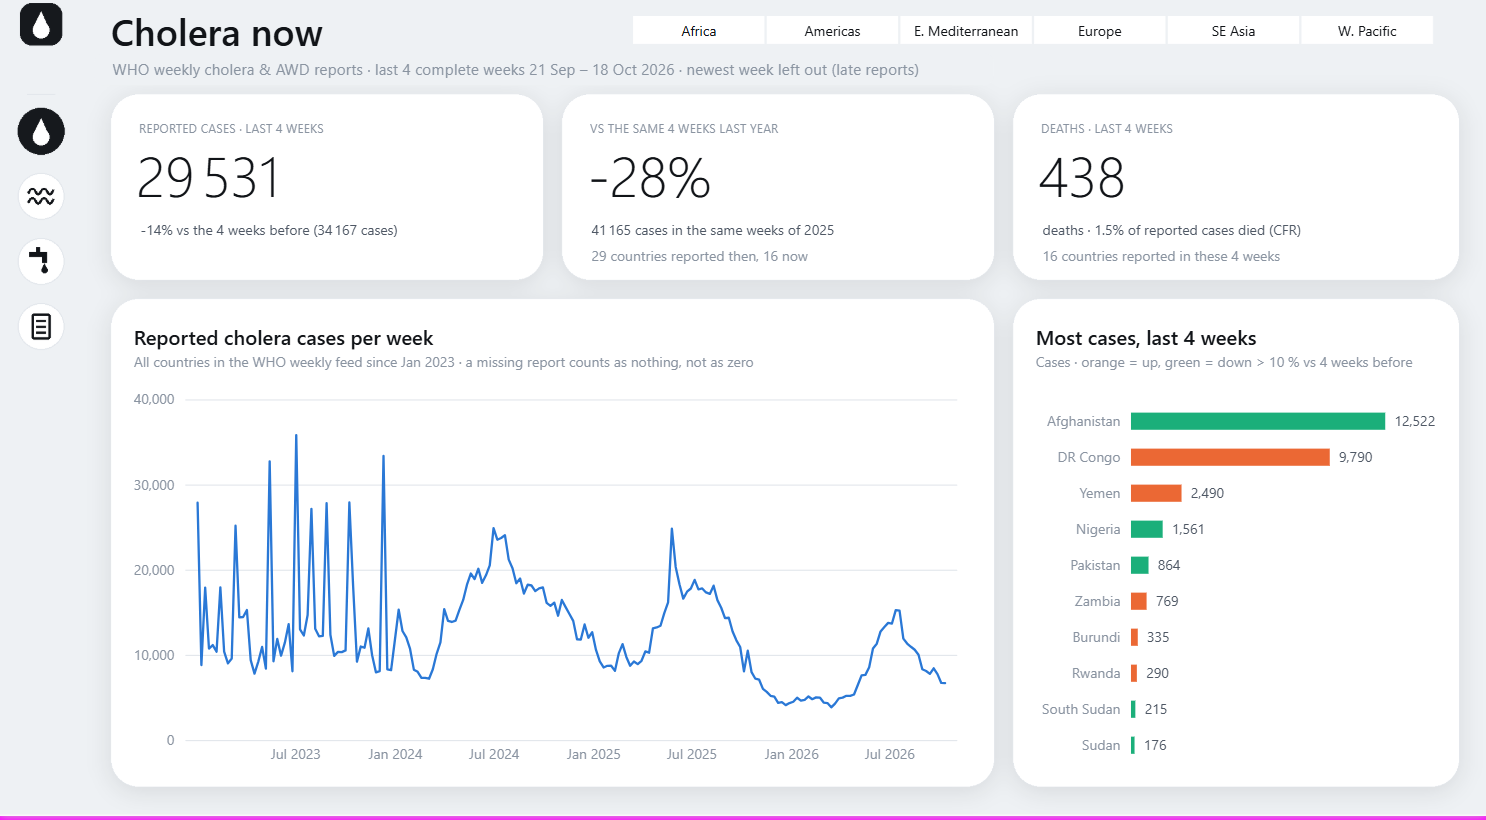 Cholera now
Africa
Americas
E. Mediterranean
Europe
SE Asia
W. Pacific
WHO weekly cholera & AWD reports · last 4 complete weeks 21 Sep – 18 Oct 2026 · newest week left out (late reports)
REPORTED CASES · LAST 4 WEEKS
29 531
-14% vs the 4 weeks before (34 167 cases)
VS THE SAME 4 WEEKS LAST YEAR
-28%
41 165 cases in the same weeks of 2025
29 countries reported then, 16 now
DEATHS · LAST 4 WEEKS
438
deaths · 1.5% of reported cases died (CFR)
16 countries reported in these 4 weeks
Reported cholera cases per week
All countries in the WHO weekly feed since Jan 2023 · a missing report counts as nothing, not as zero
40,000
30,000
20,000
10,000
0
Jul 2023
Jan 2024
Jul 2024
Jan 2025
Jul 2025
Jan 2026
Jul 2026
Most cases, last 4 weeks
Cases · orange = up, green = down > 10 % vs 4 weeks before
Afghanistan 12,522
DR Congo 9,790
Yemen 2,490
Nigeria 1,561
Pakistan 864
Zambia 769
Burundi 335
Rwanda 290
South Sudan 215
Sudan 176